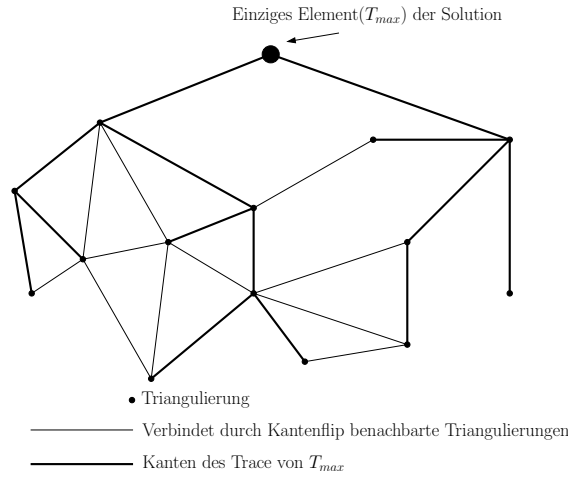 Einziges Element(T_max) der Solution
Triangulierung
Verbindet durch Kantenflip benachbarte Triangulierungen
Kanten des Trace von T_max